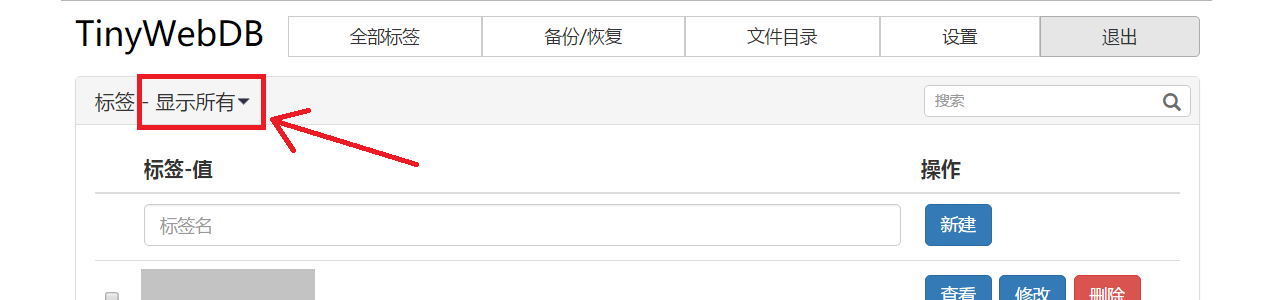 TinyWebDB 全部标签 备份/恢复 文件目录 设置 退出
标签 - 显示所有 搜索
标签-值 操作
标签名 新建
查看 修改 删除